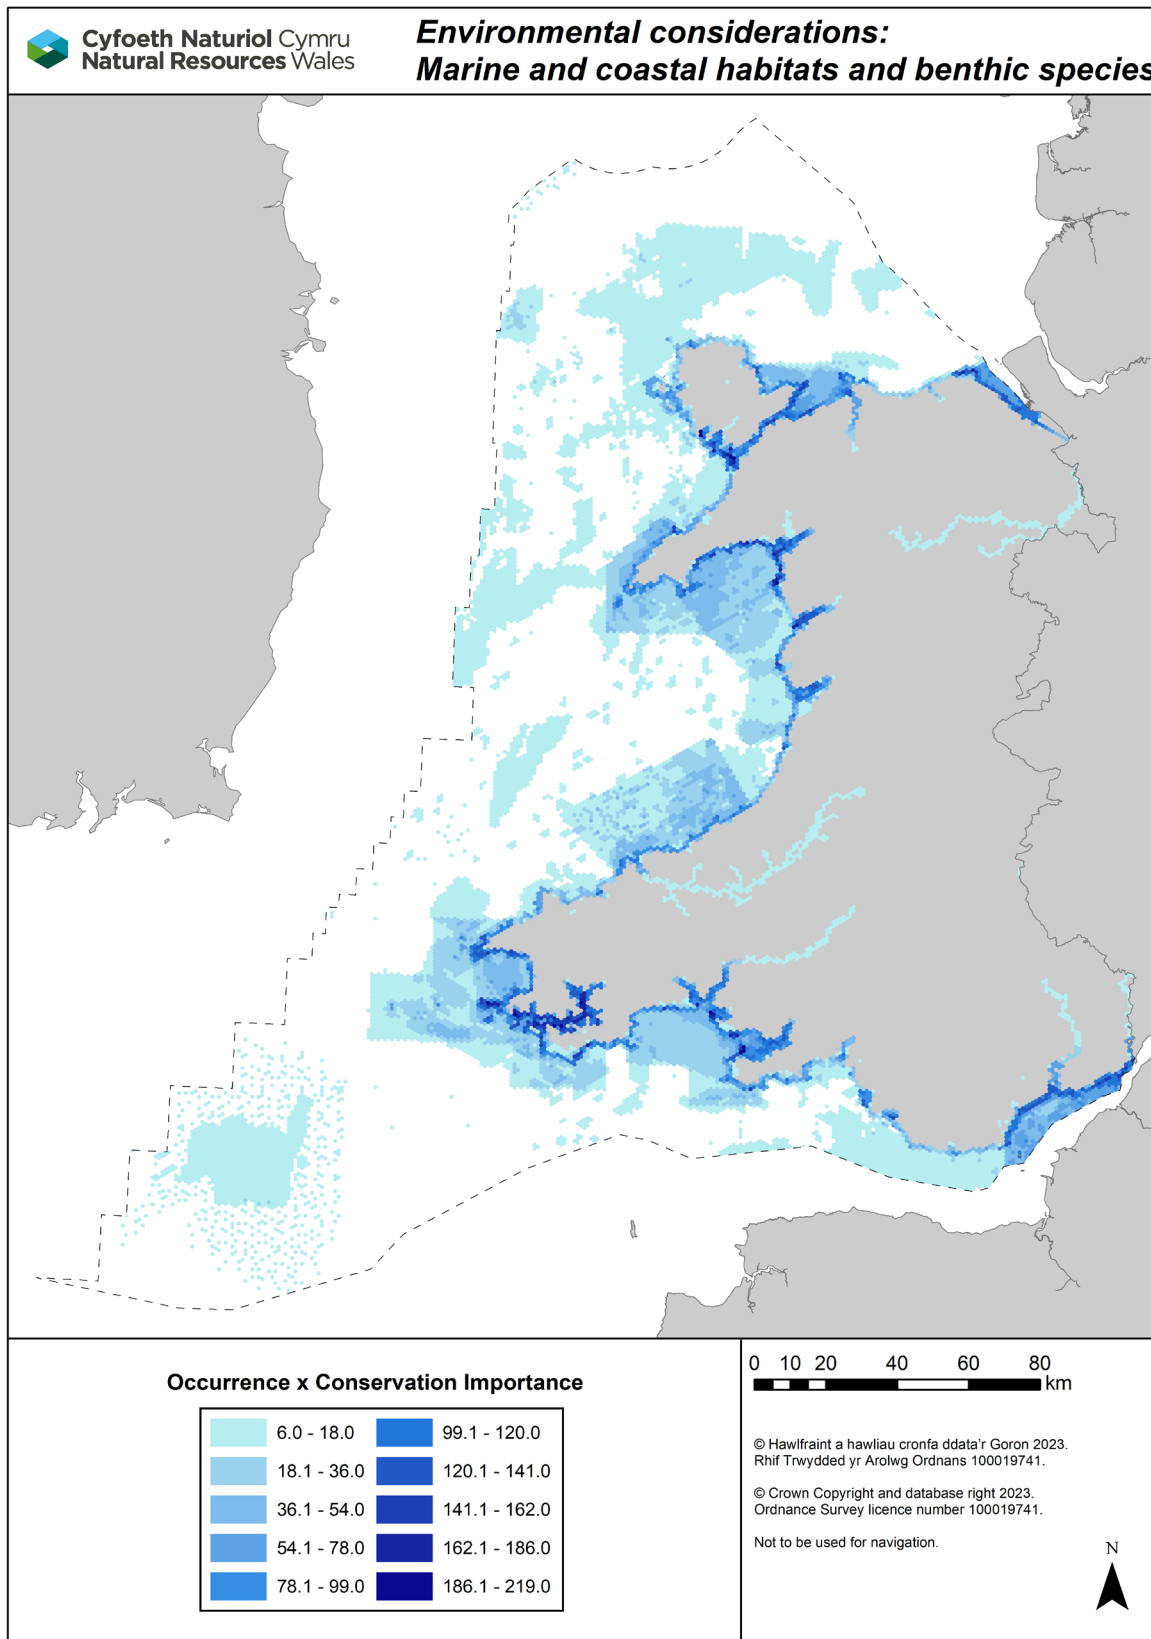 Cyfoeth Naturiol Cymru
Natural Resources Wales
Environmental considerations:
Marine and coastal habitats and benthic species
Occurrence x Conservation Importance
6.0 - 18.0
18.1 - 36.0
36.1 - 54.0
54.1 - 78.0
78.1 - 99.0
99.1 - 120.0
120.1 - 141.0
141.1 - 162.0
162.1 - 186.0
186.1 - 219.0
0 10 20 40 60 80
km
© Hawlfraint a hawliau cronfa ddata'r Goron 2023.
Rhif Trwydded yr Arolwg Ordnans 100019741.
© Crown Copyright and database right 2023.
Ordnance Survey licence number 100019741.
Not to be used for navigation.
N